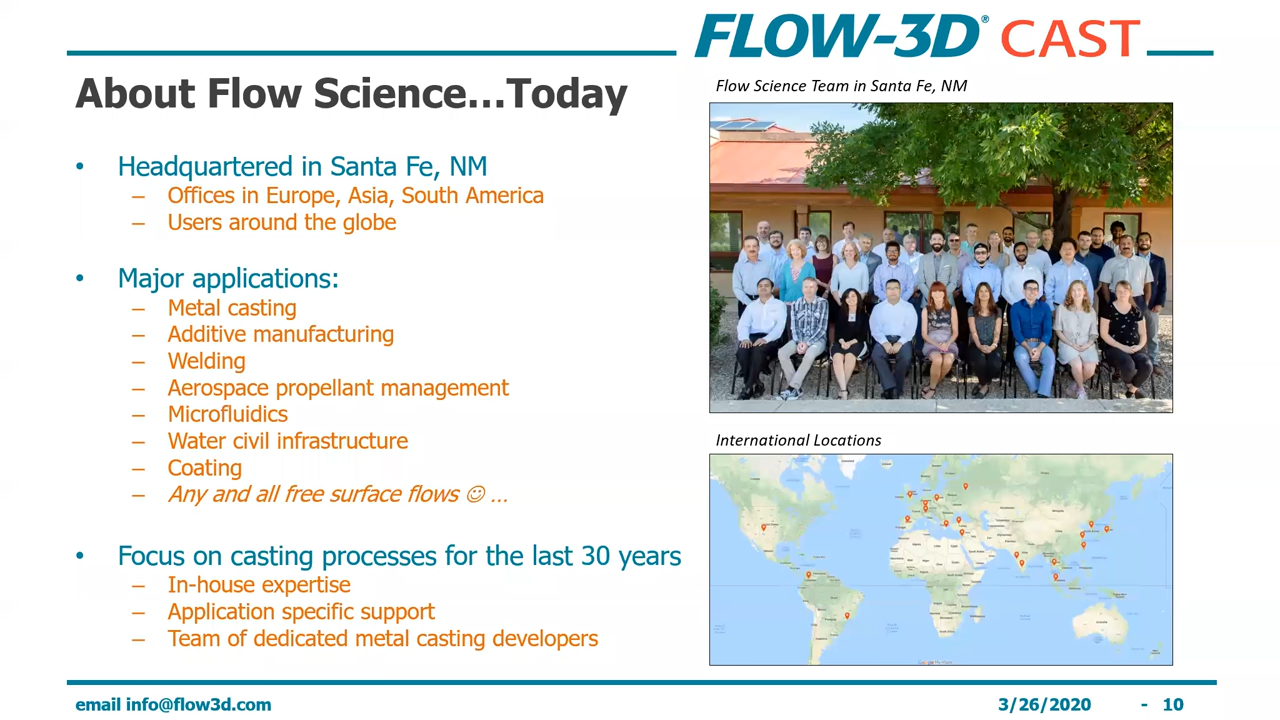 FLOW-3D® CAST
About Flow Science...Today
Flow Science Team in Santa Fe, NM
• Headquartered in Santa Fe, NM
– Offices in Europe, Asia, South America
– Users around the globe
• Major applications:
– Metal casting
– Additive manufacturing
– Welding
– Aerospace propellant management
– Microfluidics
– Water civil infrastructure
– Coating
– Any and all free surface flows ☺ ...
• Focus on casting processes for the last 30 years
– In-house expertise
– Application specific support
– Team of dedicated metal casting developers
International Locations
email info@flow3d.com
3/26/2020
- 10